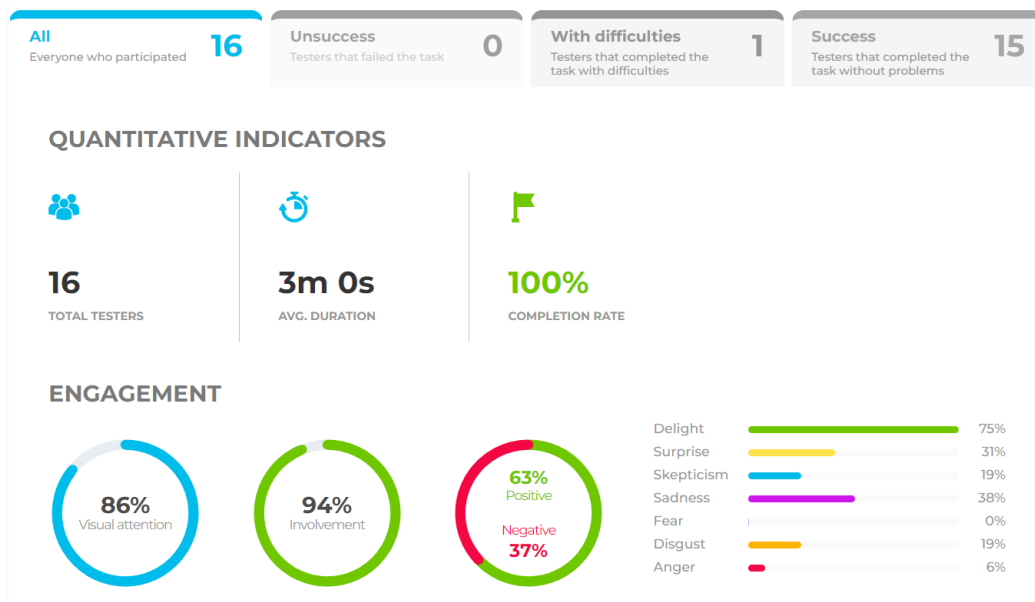 All
Everyone who participated
16
Unsuccess
Testers that failed the task
0
With difficulties
Testers that completed the
task with difficulties
1
Success
Testers that completed the
task without problems
15
QUANTITATIVE INDICATORS
16
TOTAL TESTERS
3m 0s
AVG. DURATION
100%
COMPLETION RATE
ENGAGEMENT
86%
Visual attention
94%
Involvement
63%
Positive
Negative
37%
Delight 75%
Surprise 31%
Skepticism 19%
Sadness 38%
Fear 0%
Disgust 19%
Anger 6%